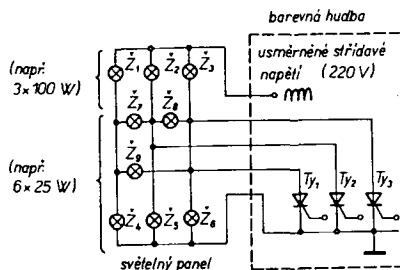 barevná hudba
usměrněné střídavé
napětí (220 V)
(např.
3×100 W)
Ž1 Ž2 Ž3
Ž7 Ž8
(např.
6×25 W)
Ž9
Ty1 Ty2 Ty3
Ž4 Ž5 Ž6
světelný panel